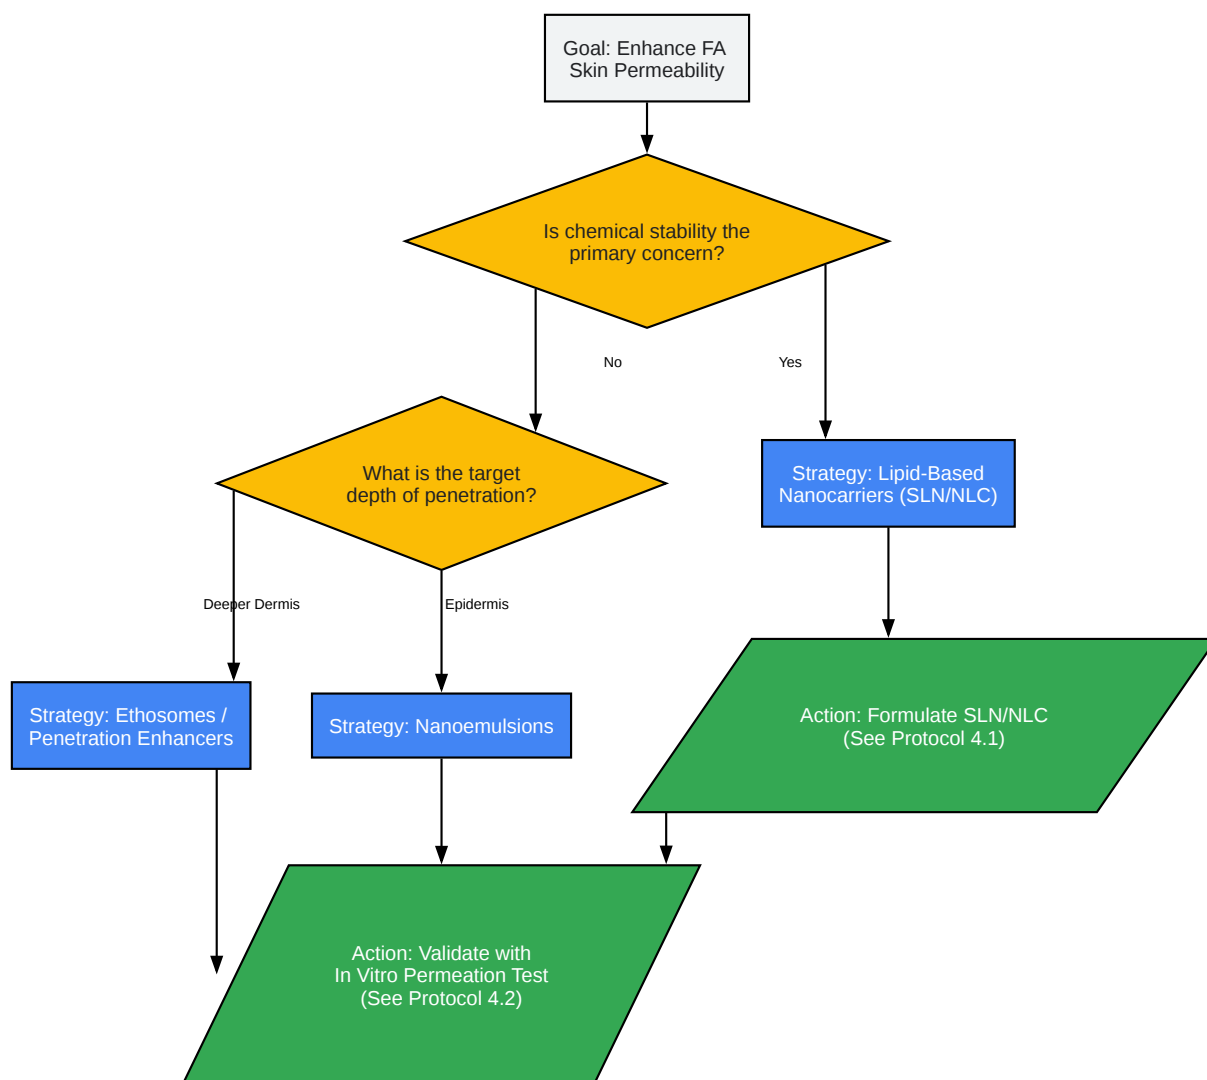 Goal: Enhance FA
Skin Permeability
Is chemical stability the
primary concern?
No
Yes
What is the target
depth of penetration?
Strategy: Lipid-Based
Nanocarriers (SLN/NLC)
Deeper Dermis
Epidermis
Strategy: Ethosomes /
Penetration Enhancers
Strategy: Nanoemulsions
Action: Formulate SLN/NLC
(See Protocol 4.1)
Action: Validate with
In Vitro Permeation Test
(See Protocol 4.2)